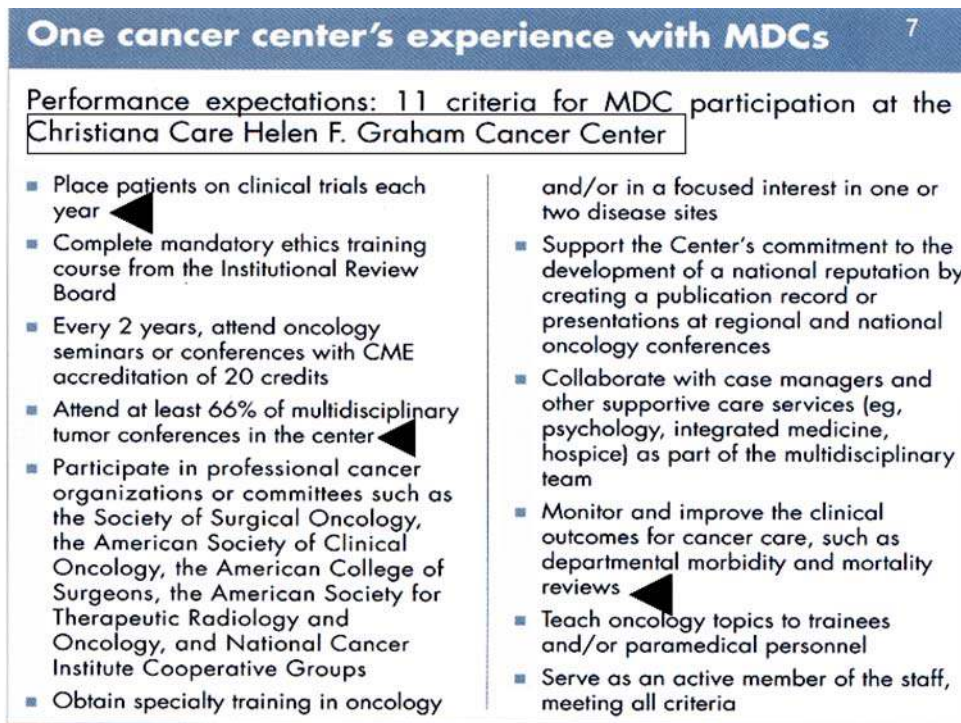 One cancer center's experience with MDCs 7
Performance expectations: 11 criteria for MDC participation at the
Christiana Care Helen F. Graham Cancer Center
Place patients on clinical trials each
year
Complete mandatory ethics training
course from the Institutional Review
Board
Every 2 years, attend oncology
seminars or conferences with CME
accreditation of 20 credits
Attend at least 66% of multidisciplinary
tumor conferences in the center
Participate in professional cancer
organizations or committees such as
the Society of Surgical Oncology,
the American Society of Clinical
Oncology, the American College of
Surgeons, the American Society for
Therapeutic Radiology and
Oncology, and National Cancer
Institute Cooperative Groups
Obtain specialty training in oncology
and/or in a focused interest in one or
two disease sites
Support the Center's commitment to the
development of a national reputation by
creating a publication record or
presentations at regional and national
oncology conferences
Collaborate with case managers and
other supportive care services (eg,
psychology, integrated medicine,
hospice) as part of the multidisciplinary
team
Monitor and improve the clinical
outcomes for cancer care, such as
departmental morbidity and mortality
reviews
Teach oncology topics to trainees
and/or paramedical personnel
Serve as an active member of the staff,
meeting all criteria